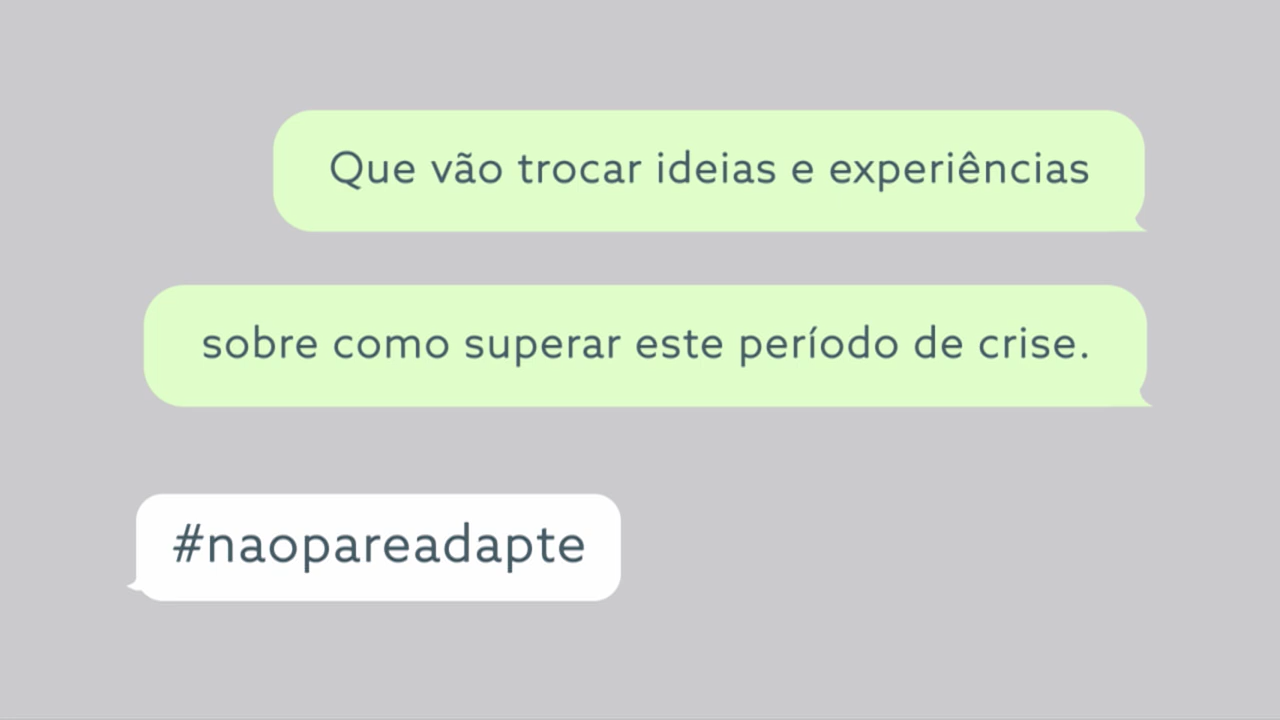 Que vão trocar ideias e experiências
sobre como superar este período de crise.
#naopareadapte